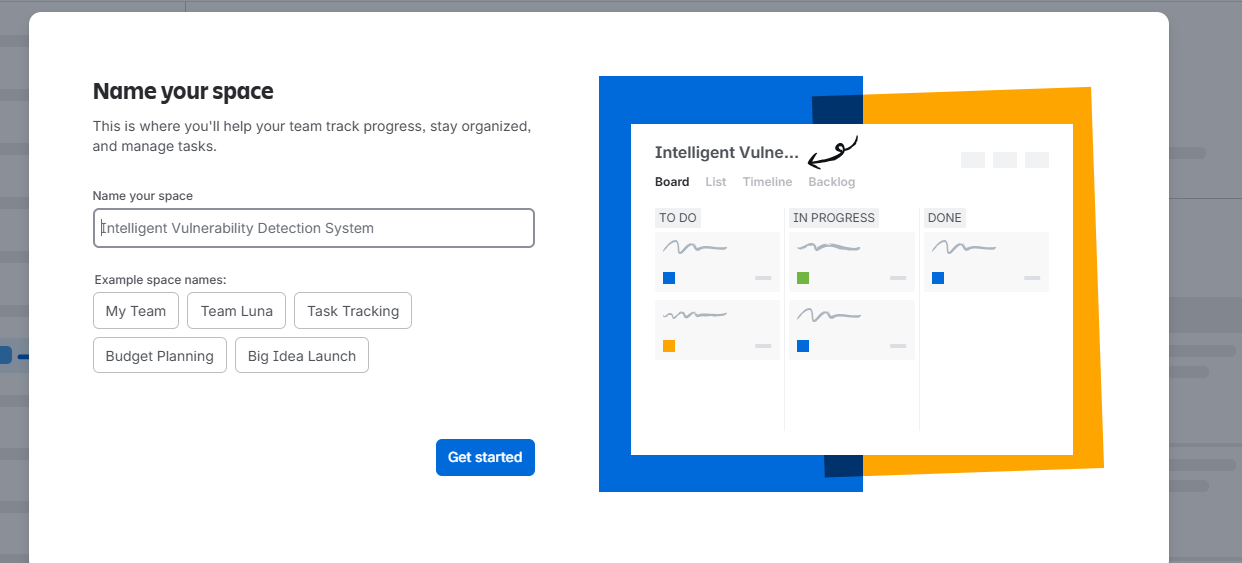 Name your space
This is where you'll help your team track progress, stay organized,
and manage tasks.
Name your space
Intelligent Vulnerability Detection System
Example space names:
My Team
Team Luna
Task Tracking
Budget Planning
Big Idea Launch
Get started
Intelligent Vulne...
Board List Timeline Backlog
TO DO IN PROGRESS DONE